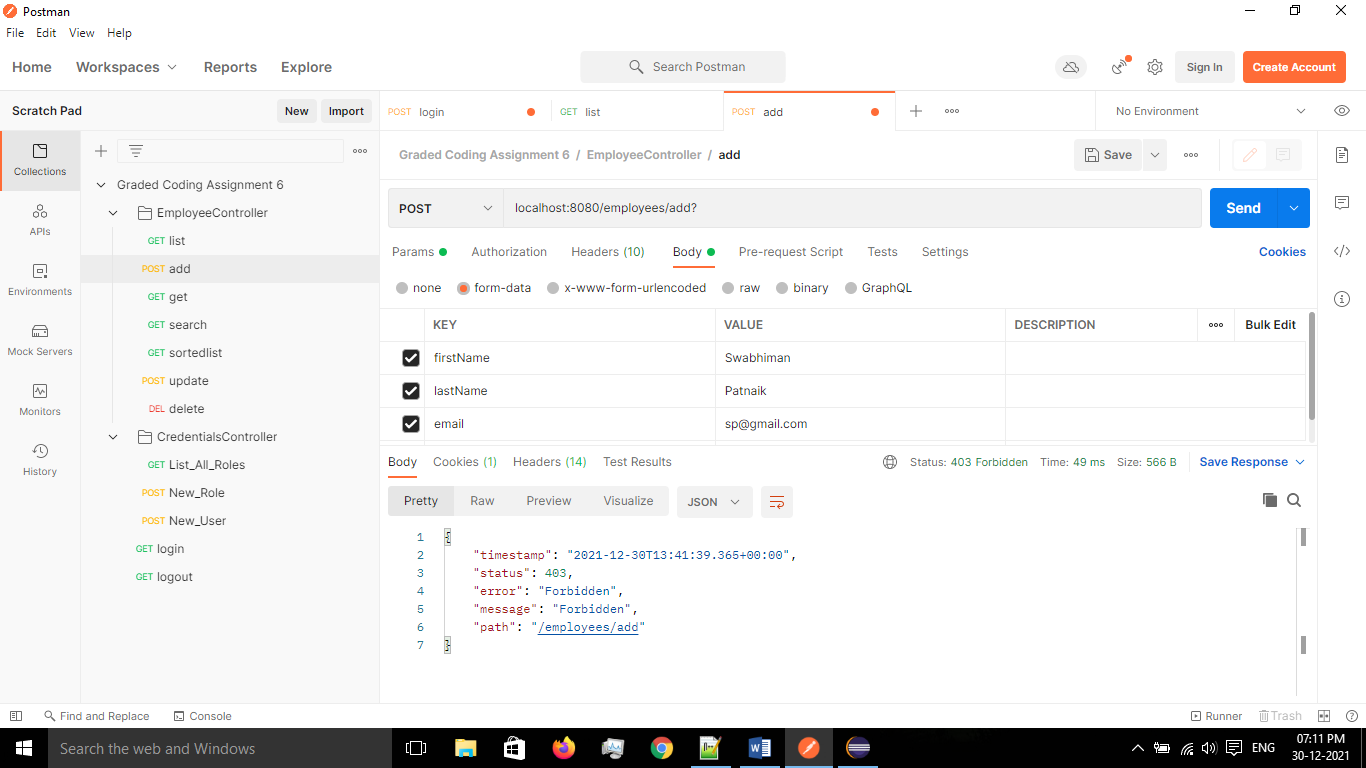 Postman
File Edit View Help
Home Workspaces Reports Explore Search Postman Sign In Create Account
Scratch Pad New Import
POST login GET list POST add No Environment
Collections
APIs
Environments
Mock Servers
Monitors
History
Graded Coding Assignment 6
EmployeeController
GET list
POST add
GET get
GET search
GET sortedlist
POST update
DEL delete
CredentialsController
GET List_All_Roles
POST New_Role
POST New_User
GET login
GET logout
Graded Coding Assignment 6 / EmployeeController / add Save
POST localhost:8080/employees/add? Send
Params Authorization Headers (10) Body Pre-request Script Tests Settings Cookies
none form-data x-www-form-urlencoded raw binary GraphQL
KEY VALUE DESCRIPTION Bulk Edit
firstName Swabhiman
lastName Patnaik
email sp@gmail.com
Body Cookies (1) Headers (14) Test Results Status: 403 Forbidden Time: 49 ms Size: 566 B Save Response
Pretty Raw Preview Visualize JSON
1 {
2 "timestamp": "2021-12-30T13:41:39.365+00:00",
3 "status": 403,
4 "error": "Forbidden",
5 "message": "Forbidden",
6 "path": "/employees/add"
7 }
Find and Replace Console Runner Trash
Search the web and Windows ENG 07:11 PM
30-12-2021